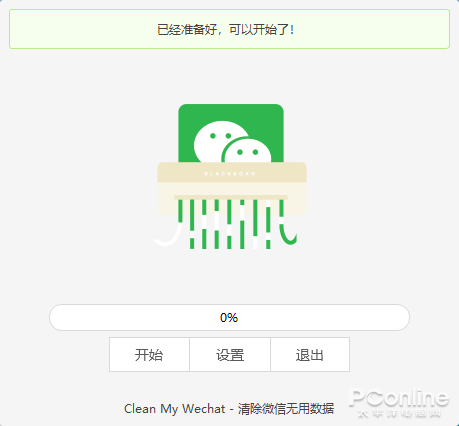 已经准备好，可以开始了！
BLACKBOXO
0%
开始 设置 退出
Clean My Wechat - 清除微信无用数据
PConline
太平洋电脑网